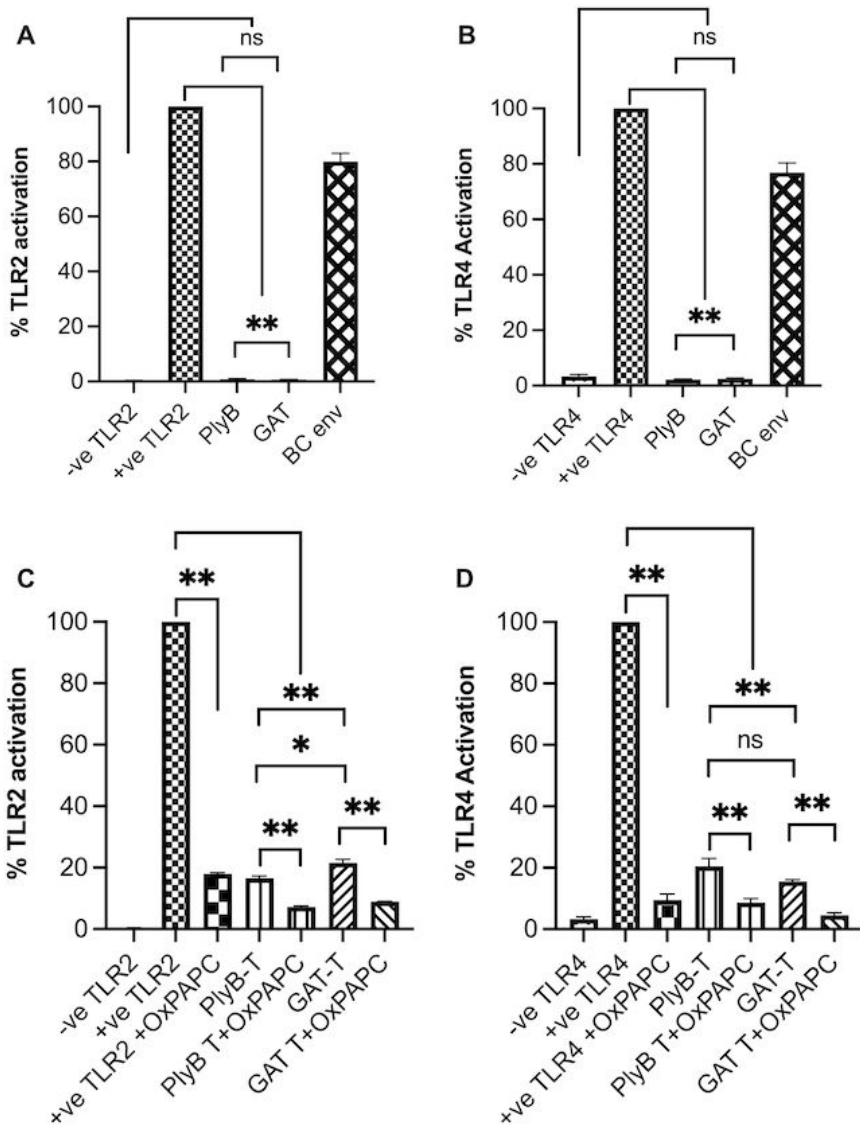 A
ns
% TLR2 activation
100
80
60
40
20
0
**
-ve TLR2
+ve TLR2
PlyB
GAT
BC env
B
ns
% TLR4 Activation
100
80
60
40
20
0
**
-ve TLR4
+ve TLR4
PlyB
GAT
BC env
C
% TLR2 activation
100
80
60
40
20
0
**
**
*
**
**
-ve TLR2
+ve TLR2
+ve TLR2 +OxPAPC
PlyB-T
PlyB T+OxPAPC
GAT-T
GAT T+OxPAPC
D
% TLR4 Activation
100
80
60
40
20
0
**
**
ns
**
**
-ve TLR4
+ve TLR4
+ve TLR4 +OxPAPC
PlyB-T
PlyB T+OxPAPC
GAT-T
GAT T+OxPAPC